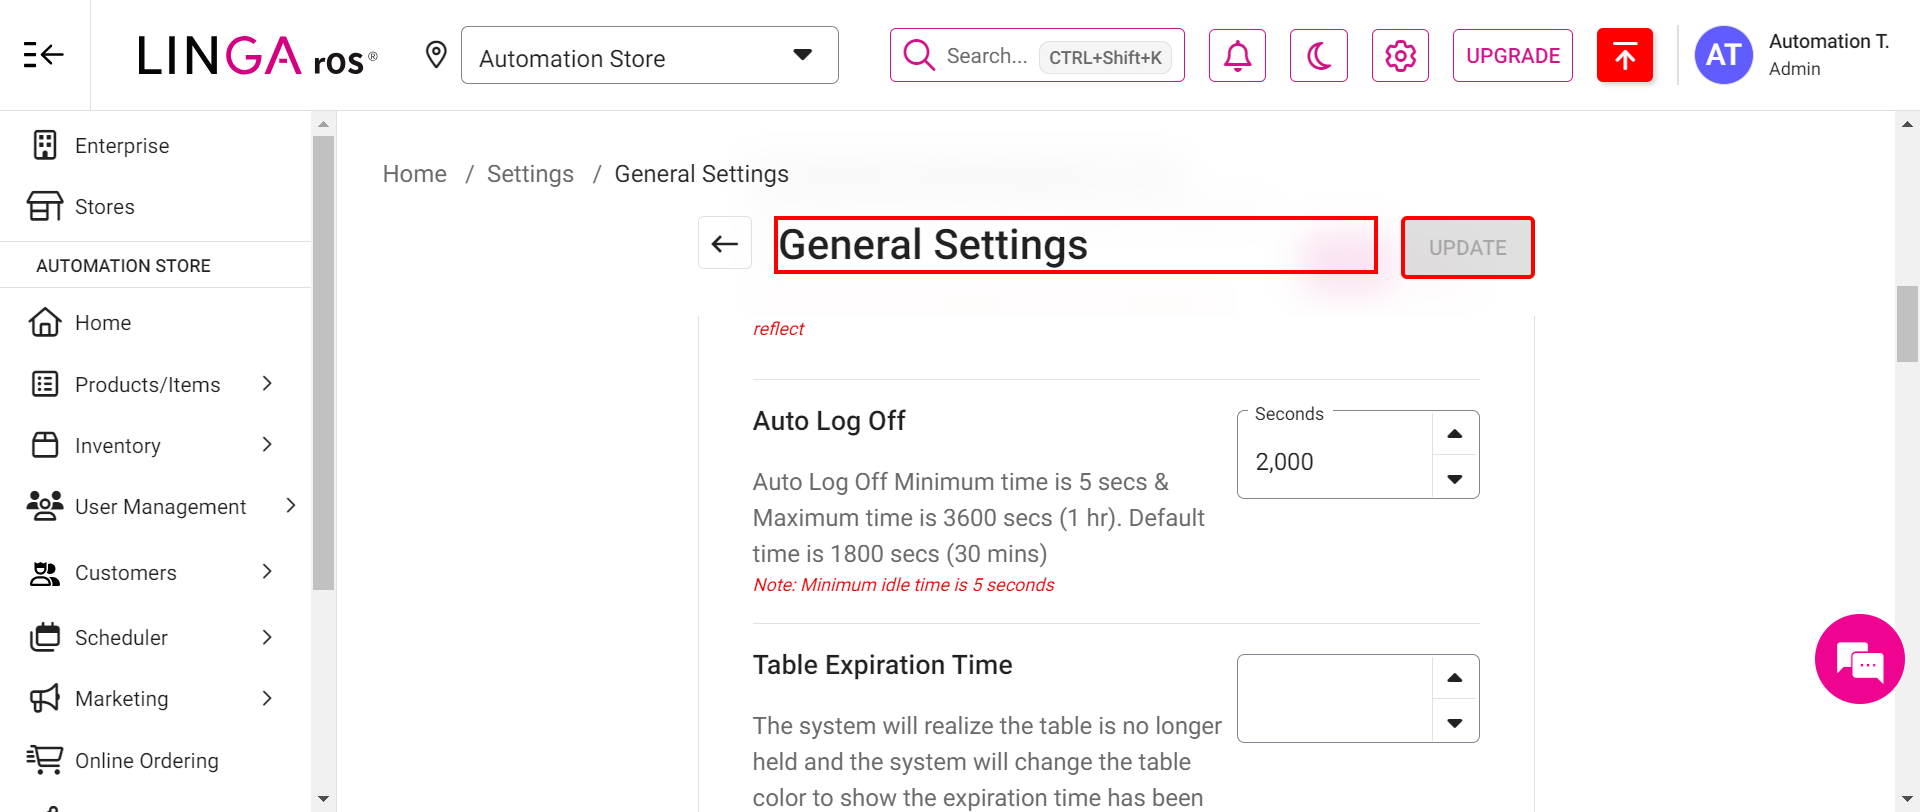 LINGA ros®
Automation Store
Search... CTRL+Shift+K
UPGRADE
AT
Automation T.
Admin
Enterprise
Stores
AUTOMATION STORE
Home
Products/Items
Inventory
User Management
Customers
Scheduler
Marketing
Online Ordering
Home / Settings / General Settings
General Settings
UPDATE
reflect
Auto Log Off
Seconds
2,000
Auto Log Off Minimum time is 5 secs &
Maximum time is 3600 secs (1 hr). Default
time is 1800 secs (30 mins)
Note: Minimum idle time is 5 seconds
Table Expiration Time
The system will realize the table is no longer
held and the system will change the table
color to show the expiration time has been